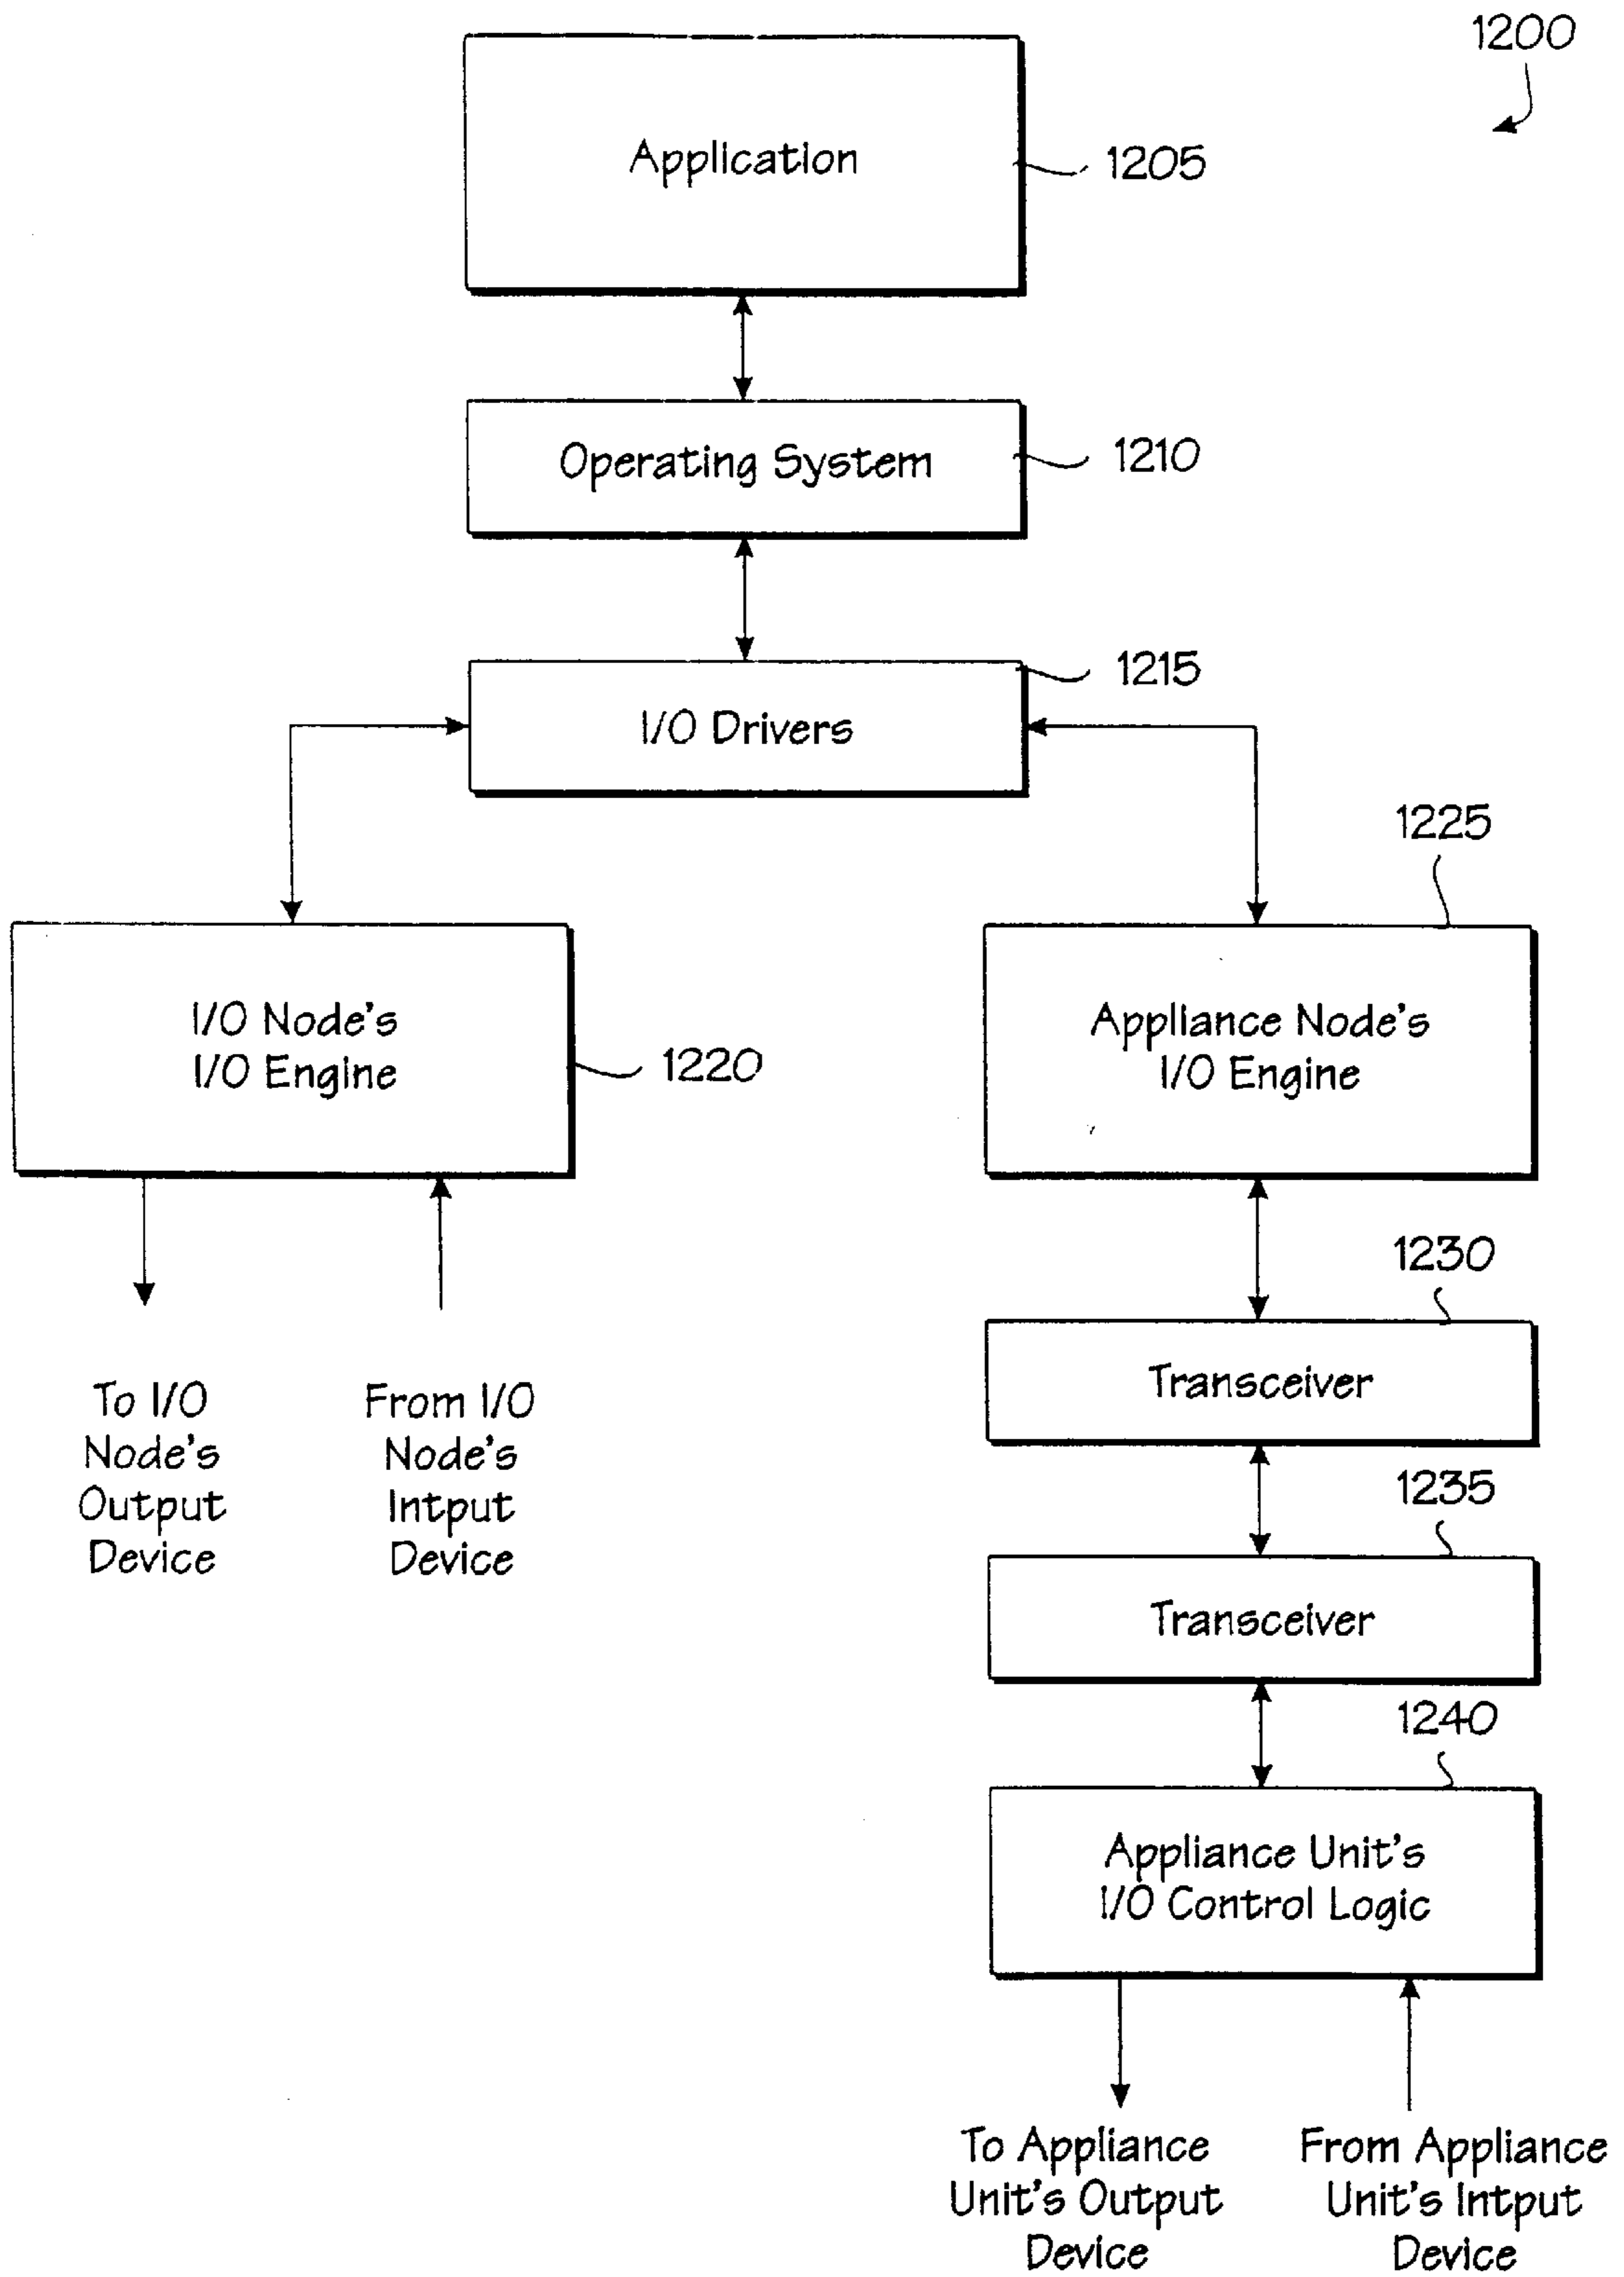 1200
Application
1205
Operating System
1210
1215
I/O Drivers
1225
I/O Node's
I/O Engine
1220
Appliance Node's
I/O Engine
1230
Transceiver
To I/O
Node's
Output
Device
From I/O
Node's
Intput
Device
1235
Transceiver
1240
Appliance Unit's
I/O Control Logic
To Appliance
Unit's Output
Device
From Appliance
Unit's Intput
Device